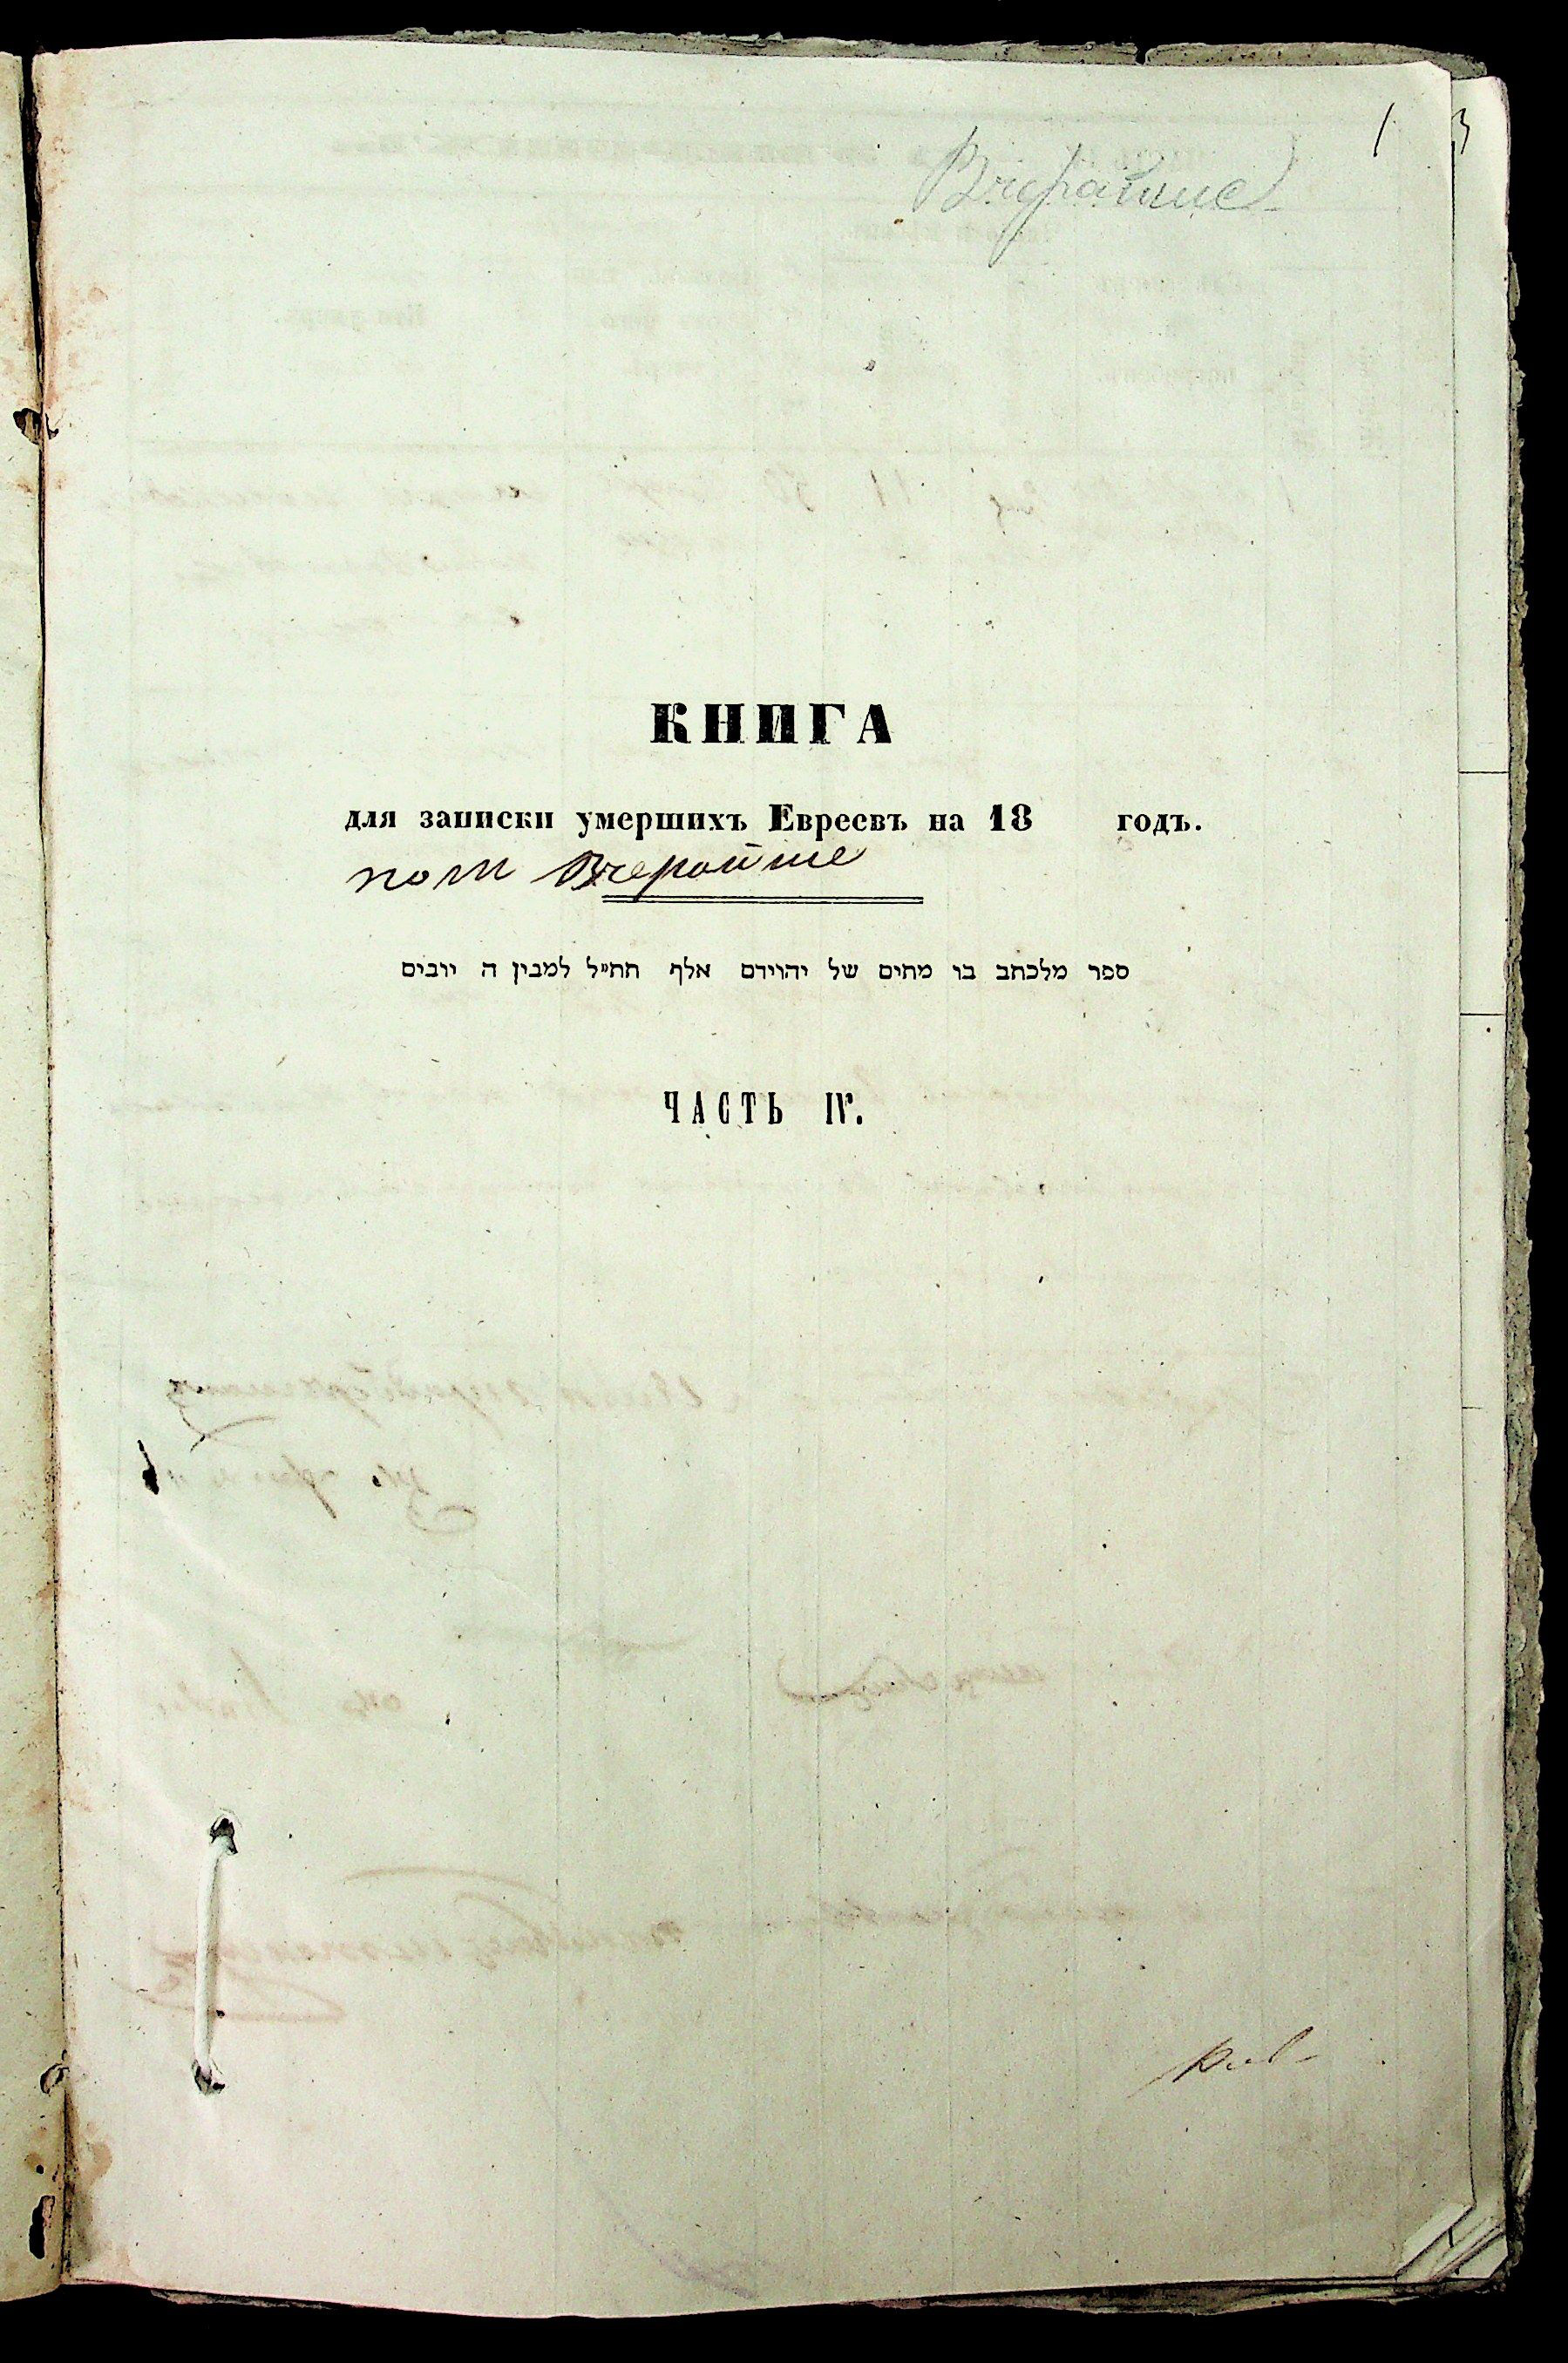 1
Вчерайше
КНИГА
для записки умершихъ Евреевъ на 18 годъ.
по м Вчерайше
ספר מלכתב בו מתים של יהוידם אלף תת״ל למבין ה יובים
ЧАСТЬ IV.